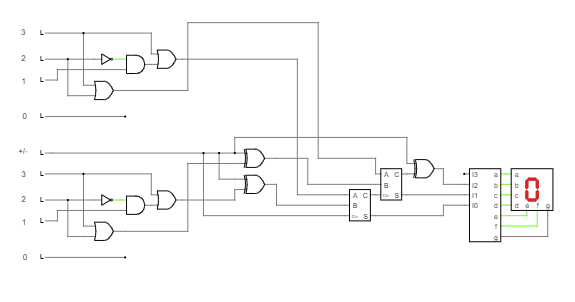 3 L
2 L
1 L
0 L
+/- L
3 L
2 L
1 L
0 L
A C
B
Cin S
A C
B
Cin S
I3 a
I2 b
I1 c
I0 d
e
f
g
a
b
c
d e f g
0